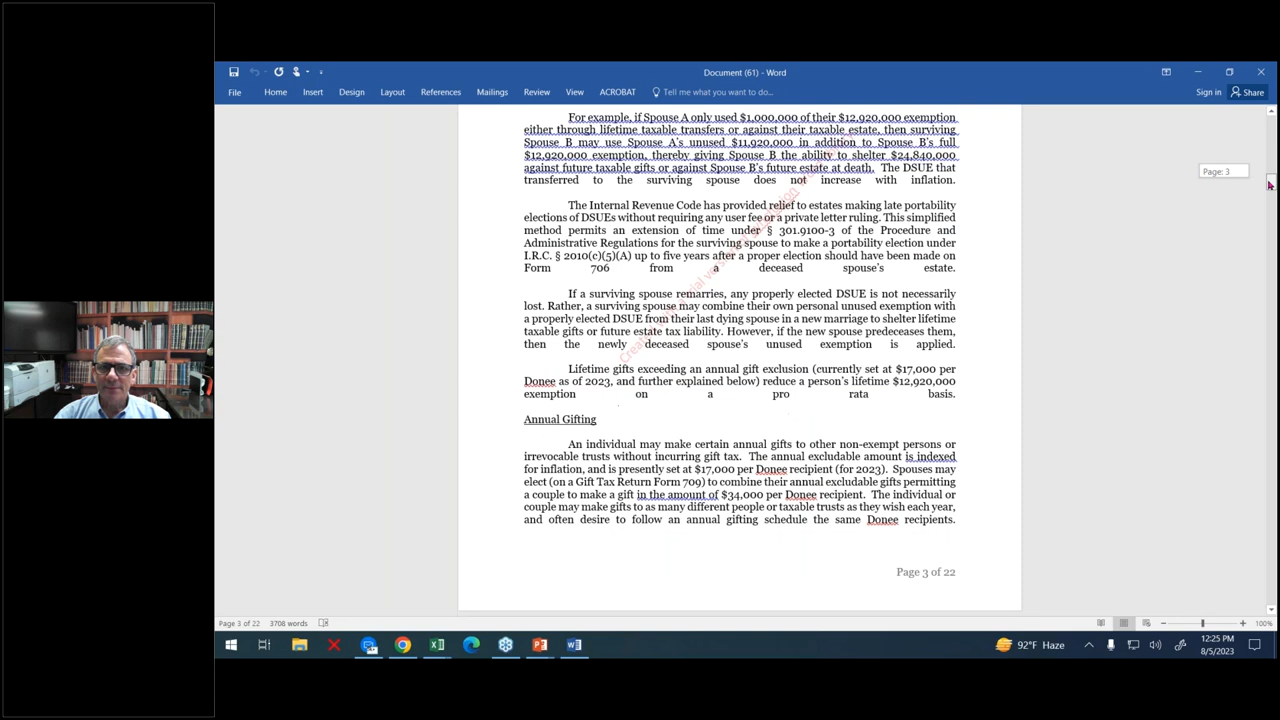 Document (61) - Word
File Home Insert Design Layout References Mailings Review View ACROBAT Tell me what you want to do... Sign in Share
For example, if Spouse A only used $1,000,000 of their $12,920,000 exemption
either through lifetime taxable transfers or against their taxable estate, then surviving
Spouse B may use Spouse A's unused $11,920,000 in addition to Spouse B's full
$12,920,000 exemption, thereby giving Spouse B the ability to shelter $24,840,000
against future taxable gifts or against Spouse B's future estate at death. The DSUE that
transferred to the surviving spouse does not increase with inflation.
Page: 3
The Internal Revenue Code has provided relief to estates making late portability
elections of DSUEs without requiring any user fee or a private letter ruling. This simplified
method permits an extension of time under § 301.9100-3 of the Procedure and
Administrative Regulations for the surviving spouse to make a portability election under
I.R.C. § 2010(c)(5)(A) up to five years after a proper election should have been made on
Form 706 from a deceased spouse's estate.
If a surviving spouse remarries, any properly elected DSUE is not necessarily
lost. Rather, a surviving spouse may combine their own personal unused exemption with
a properly elected DSUE from their last dying spouse in a new marriage to shelter lifetime
taxable gifts or future estate tax liability. However, if the new spouse predeceases them,
then the newly deceased spouse's unused exemption is applied.
Lifetime gifts exceeding an annual gift exclusion (currently set at $17,000 per
Donee as of 2023, and further explained below) reduce a person's lifetime $12,920,000
exemption on a pro rata basis.
Annual Gifting
An individual may make certain annual gifts to other non-exempt persons or
irrevocable trusts without incurring gift tax. The annual excludable amount is indexed
for inflation, and is presently set at $17,000 per Donee recipient (for 2023). Spouses may
elect (on a Gift Tax Return Form 709) to combine their annual excludable gifts permitting
a couple to make a gift in the amount of $34,000 per Donee recipient. The individual or
couple may make gifts to as many different people or taxable trusts as they wish each year,
and often desire to follow an annual gifting schedule the same Donee recipients.
Page 3 of 22
Page 3 of 22 3708 words 100%
92°F Haze 12:25 PM
8/5/2023